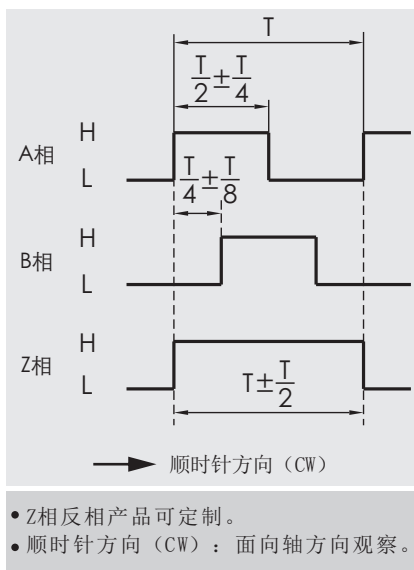 T
T/2±T/4
H
A相
L
T/4±T/8
H
B相
L
H
Z相
L
T±T/2
顺时针方向（CW）
• Z相反相产品可定制。
• 顺时针方向（CW）：面向轴方向观察。